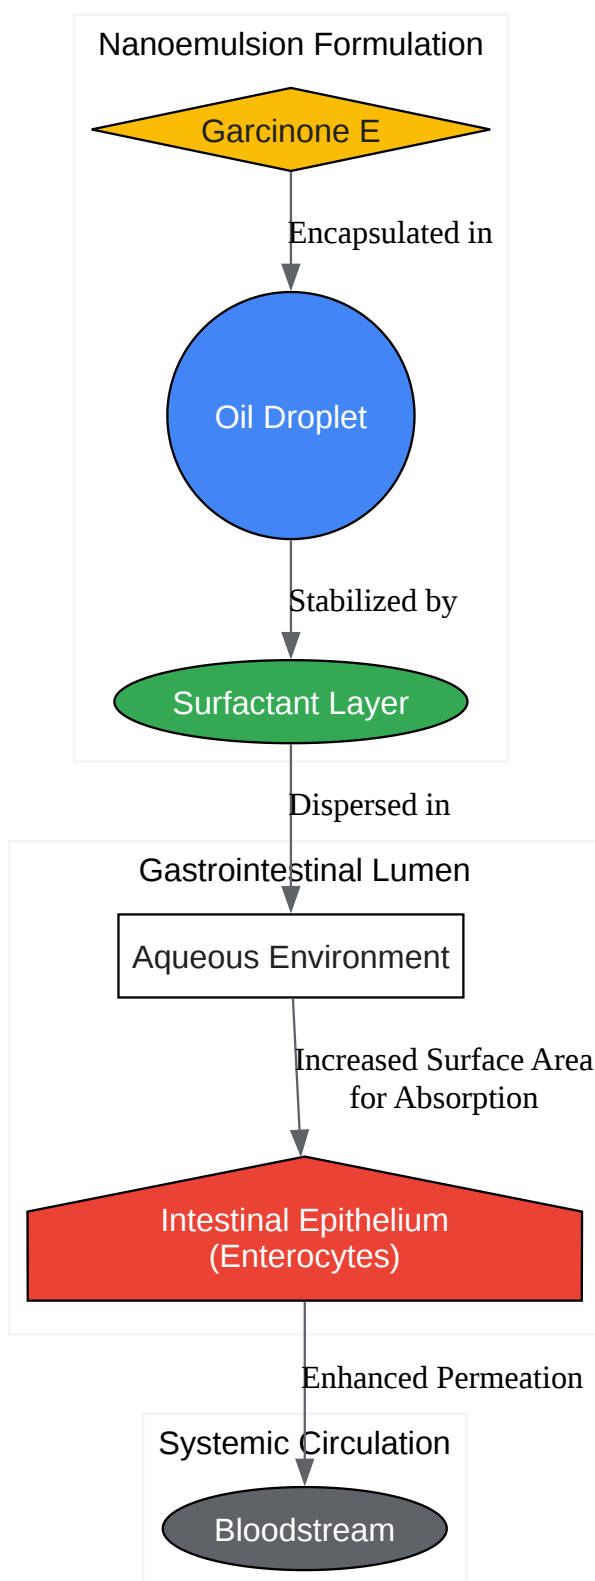 Nanoemulsion Formulation
Garcinone E
Encapsulated in
Oil Droplet
Stabilized by
Surfactant Layer
Dispersed in
Gastrointestinal Lumen
Aqueous Environment
Increased Surface Area
for Absorption
Intestinal Epithelium
(Enterocytes)
Enhanced Permeation
Systemic Circulation
Bloodstream